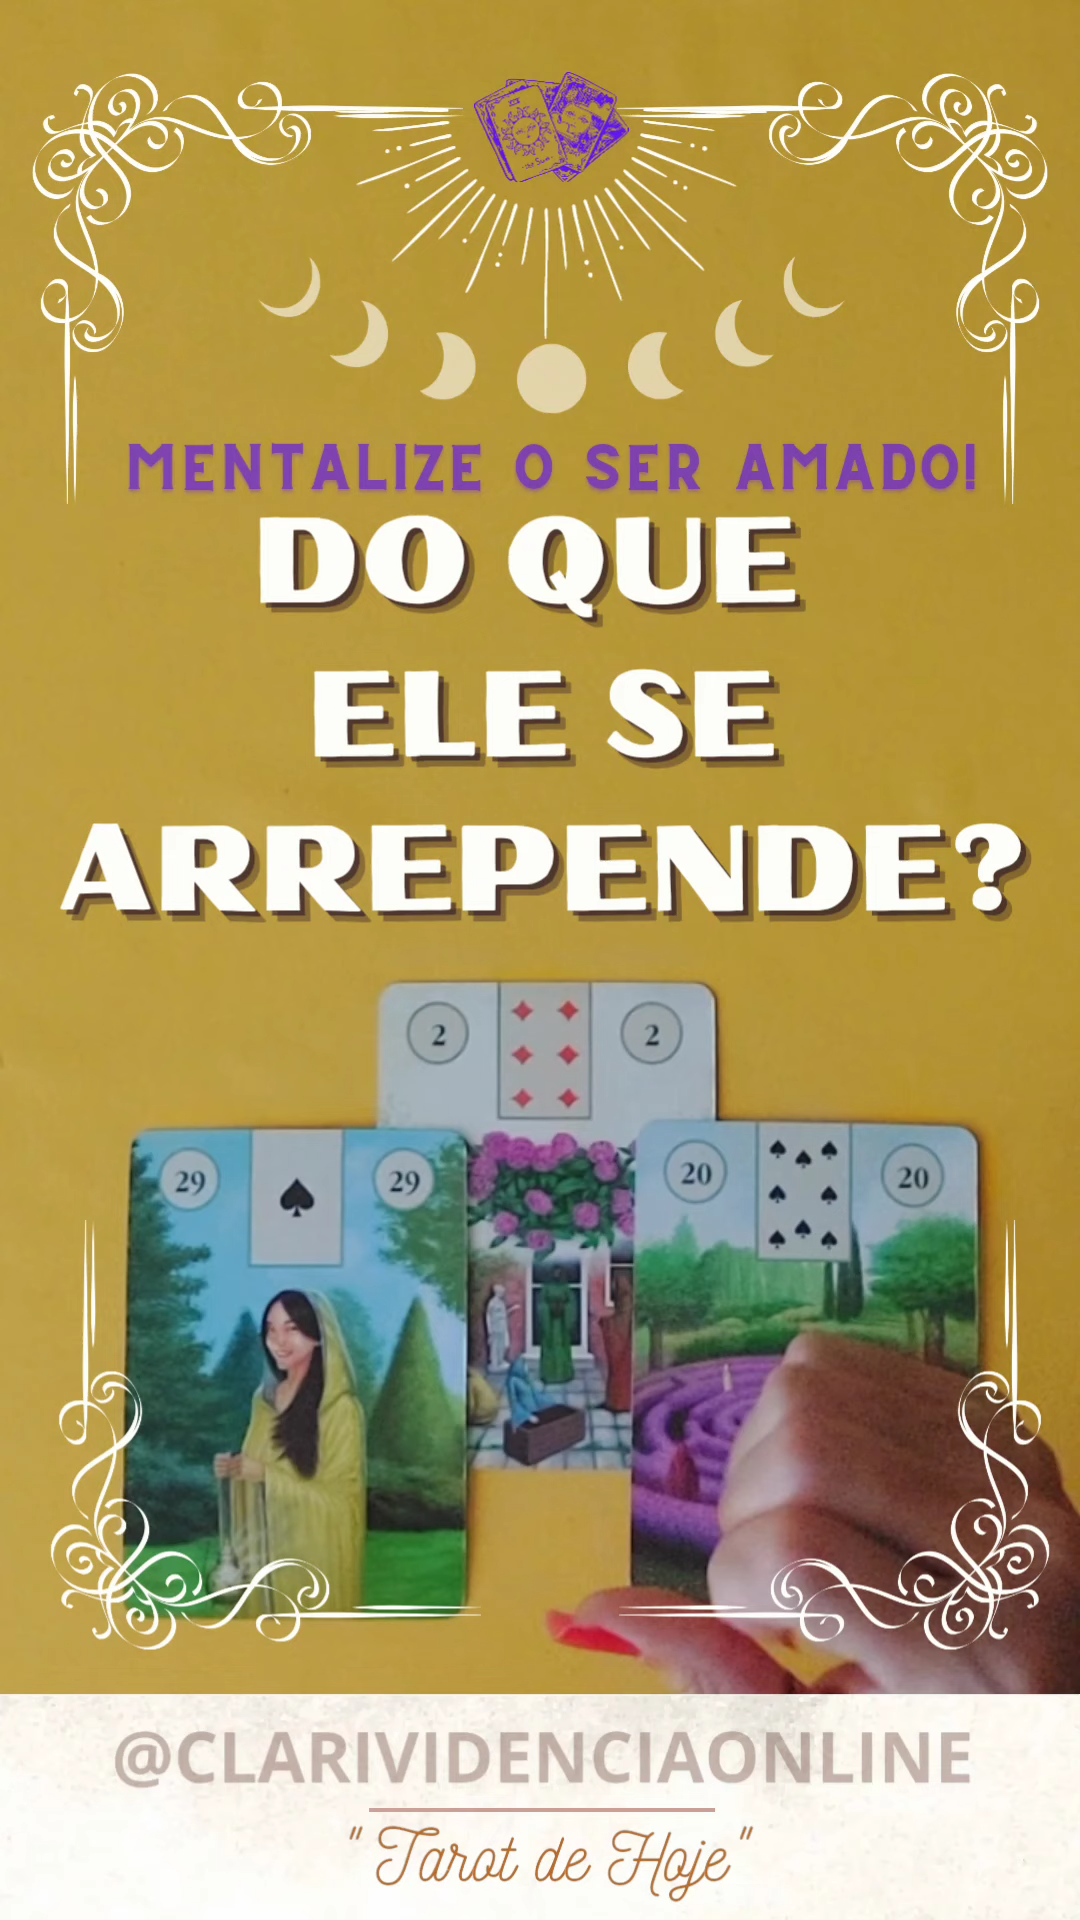 MENTALIZE O SER AMADO!
DO QUE
ELE SE
ARREPENDE?
2 2
29 29
20 20
@CLARIVIDENCIAONLINE
"Tarot de Hoje"